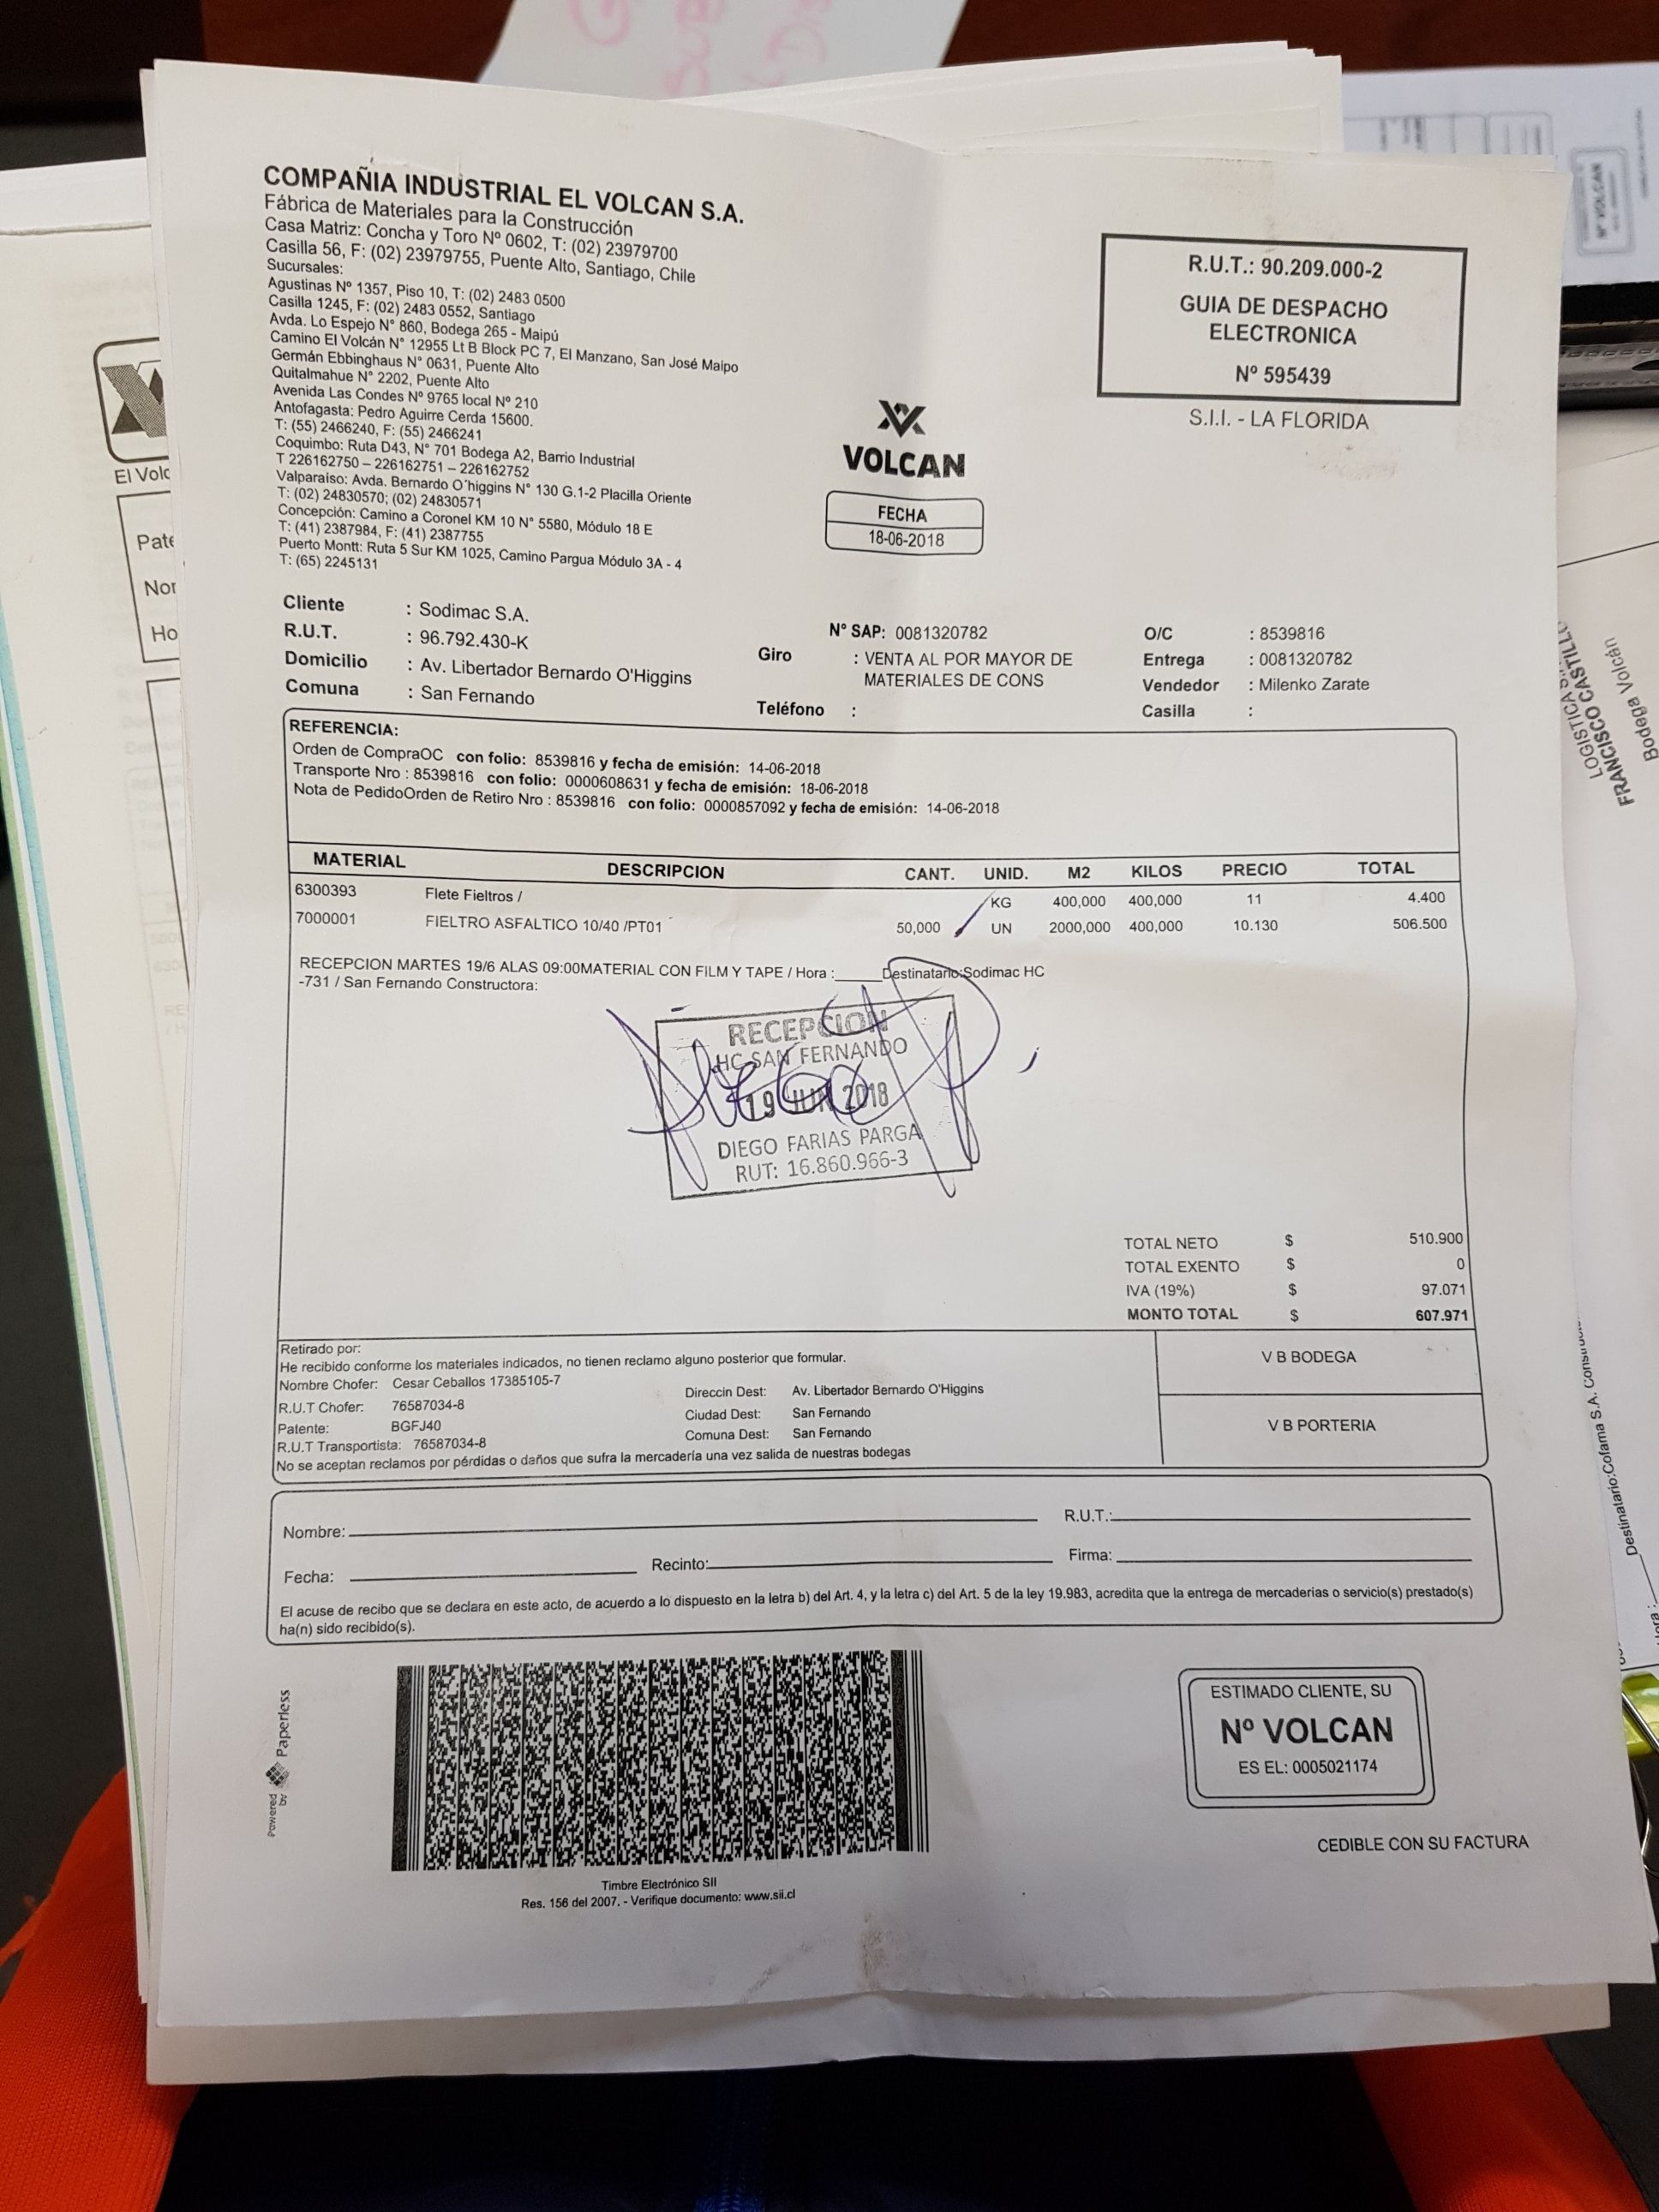 COMPAÑIA INDUSTRIAL EL VOLCAN S.A.
Fábrica de Materiales para la Construcción
Casa Matriz: Concha y Toro Nº 0602, T: (02) 23979700
Casilla 56, F: (02) 23979755, Puente Alto, Santiago, Chile
Sucursales:
Agustinas Nº 1357, Piso 10, T: (02) 2483 0500
Casilla 1245, F: (02) 2483 0552, Santiago
Avda. Lo Espejo N° 860, Bodega 265 - Maipú
Camino El Volcán N° 12955 Lt B Block PC 7, El Manzano, San José Maipo
Germán Ebbinghaus N° 0631, Puente Alto
Quitalmahue N° 2202, Puente Alto
Avenida Las Condes Nº 9765 local Nº 210
Antofagasta: Pedro Aguirre Cerda 15600.
T: (55) 2466240, F: (55) 2466241
Coquimbo: Ruta D43, N° 701 Bodega A2, Barrio Industrial
T 226162750 – 226162751 – 226162752
Valparaíso: Avda. Bernardo O´higgins N° 130 G.1-2 Placilla Oriente
T: (02) 24830570; (02) 24830571
Concepción: Camino a Coronel KM 10 N° 5580, Módulo 18 E
T: (41) 2387984, F: (41) 2387755
Puerto Montt: Ruta 5 Sur KM 1025, Camino Pargua Módulo 3A - 4
T: (65) 2245131
R.U.T.: 90.209.000-2
GUIA DE DESPACHO
ELECTRONICA
Nº 595439
S.I.I. - LA FLORIDA
VOLCAN
FECHA
18-06-2018
Cliente : Sodimac S.A.
R.U.T. : 96.792.430-K
Domicilio : Av. Libertador Bernardo O'Higgins
Comuna : San Fernando
N° SAP: 0081320782
Giro : VENTA AL POR MAYOR DE
MATERIALES DE CONS
Teléfono :
O/C : 8539816
Entrega : 0081320782
Vendedor : Milenko Zarate
Casilla :
REFERENCIA:
Orden de CompraOC con folio: 8539816 y fecha de emisión: 14-06-2018
Transporte Nro : 8539816 con folio: 0000608631 y fecha de emisión: 18-06-2018
Nota de PedidoOrden de Retiro Nro : 8539816 con folio: 0000857092 y fecha de emisión: 14-06-2018
MATERIAL DESCRIPCION CANT. UNID. M2 KILOS PRECIO TOTAL
6300393 Flete Fieltros / KG 400,000 400,000 11 4.400
7000001 FIELTRO ASFALTICO 10/40 /PT01 50,000 UN 2000,000 400,000 10.130 506.500
RECEPCION MARTES 19/6 ALAS 09:00MATERIAL CON FILM Y TAPE / Hora :_____Destinatario:Sodimac HC
-731 / San Fernando Constructora:
RECEPCION
HC SAN FERNANDO
19 JUN 2018
DIEGO FARIAS PARGA
RUT: 16.860.966-3
TOTAL NETO $ 510.900
TOTAL EXENTO $ 0
IVA (19%) $ 97.071
MONTO TOTAL $ 607.971
Retirado por:
He recibido conforme los materiales indicados, no tienen reclamo alguno posterior que formular.
Nombre Chofer: Cesar Ceballos 17385105-7
R.U.T Chofer: 76587034-8
Patente: BGFJ40
R.U.T Transportista: 76587034-8
Direccin Dest: Av. Libertador Bernardo O'Higgins
Ciudad Dest: San Fernando
Comuna Dest: San Fernando
No se aceptan reclamos por pérdidas o daños que sufra la mercadería una vez salida de nuestras bodegas
V B BODEGA
V B PORTERIA
Nombre: R.U.T.:
Fecha: Recinto: Firma:
El acuse de recibo que se declara en este acto, de acuerdo a lo dispuesto en la letra b) del Art. 4, y la letra c) del Art. 5 de la ley 19.983, acredita que la entrega de mercaderias o servicio(s) prestado(s)
ha(n) sido recibido(s).
Powered by Paperless
Timbre Electrónico SII
Res. 156 del 2007. - Verifique documento: www.sii.cl
ESTIMADO CLIENTE, SU
Nº VOLCAN
ES EL: 0005021174
CEDIBLE CON SU FACTURA
El Volc
Pate
Nor
Ho
FRANCISCO CASTILLO
Bodega Volcán
Destinatario:Cofama S.A.
Nº VOLCAN